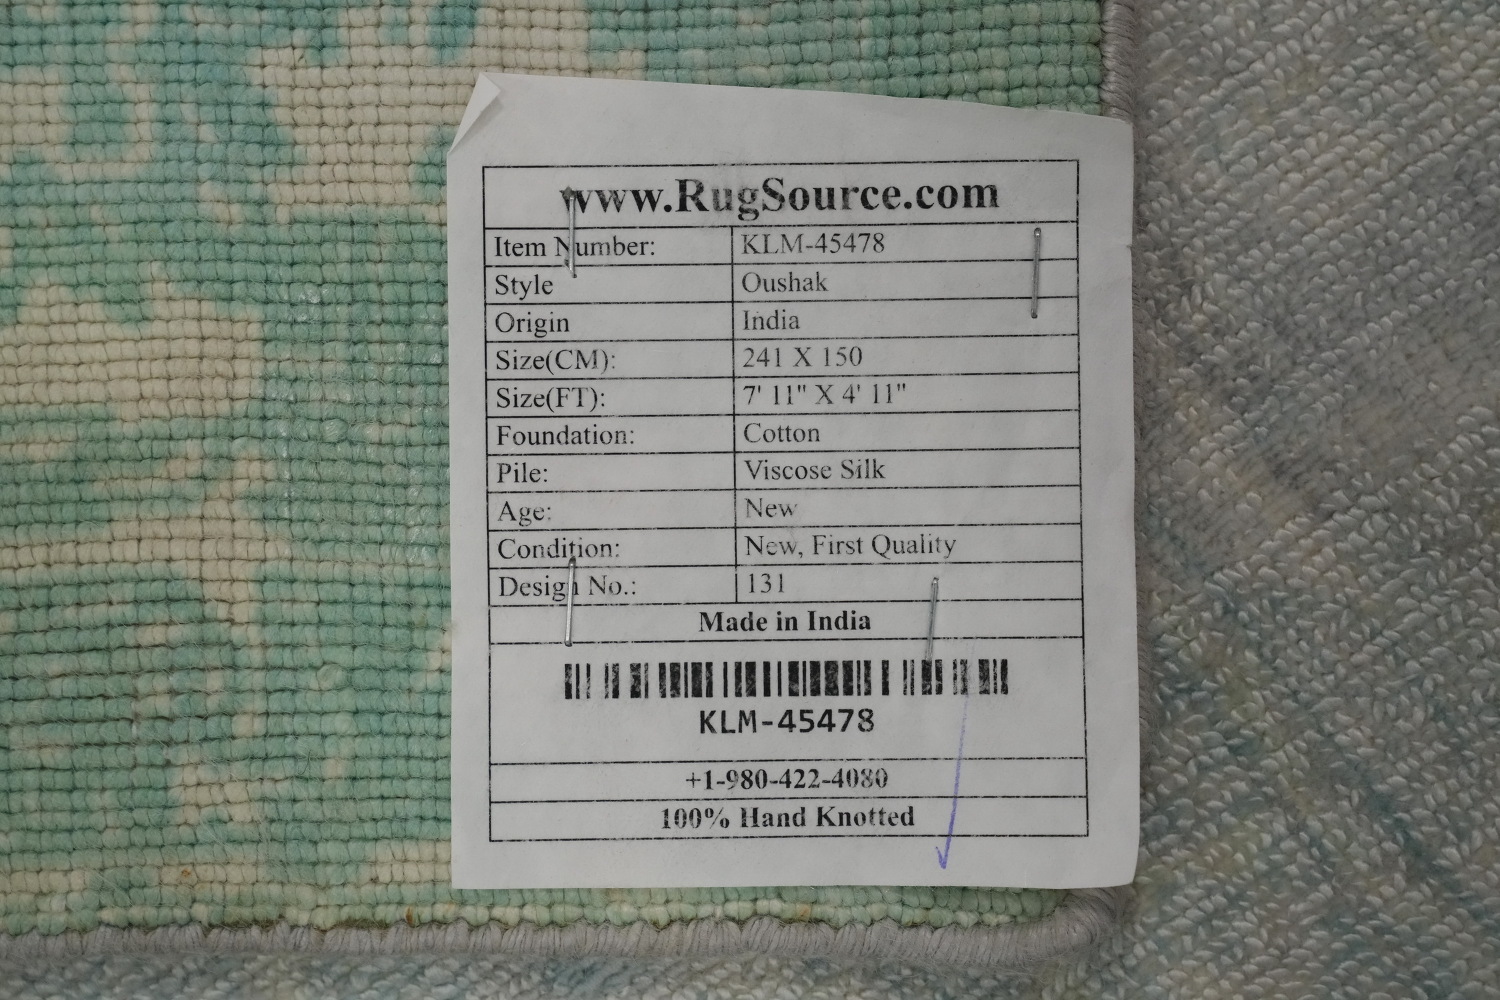 www.RugSource.com
Item Number: KLM-45478
Style Oushak
Origin India
Size(CM): 241 X 150
Size(FT): 7' 11" X 4' 11"
Foundation: Cotton
Pile: Viscose Silk
Age: New
Condition: New, First Quality
Design No.: 131
Made in India
KLM-45478
+1-980-422-4080
100% Hand Knotted